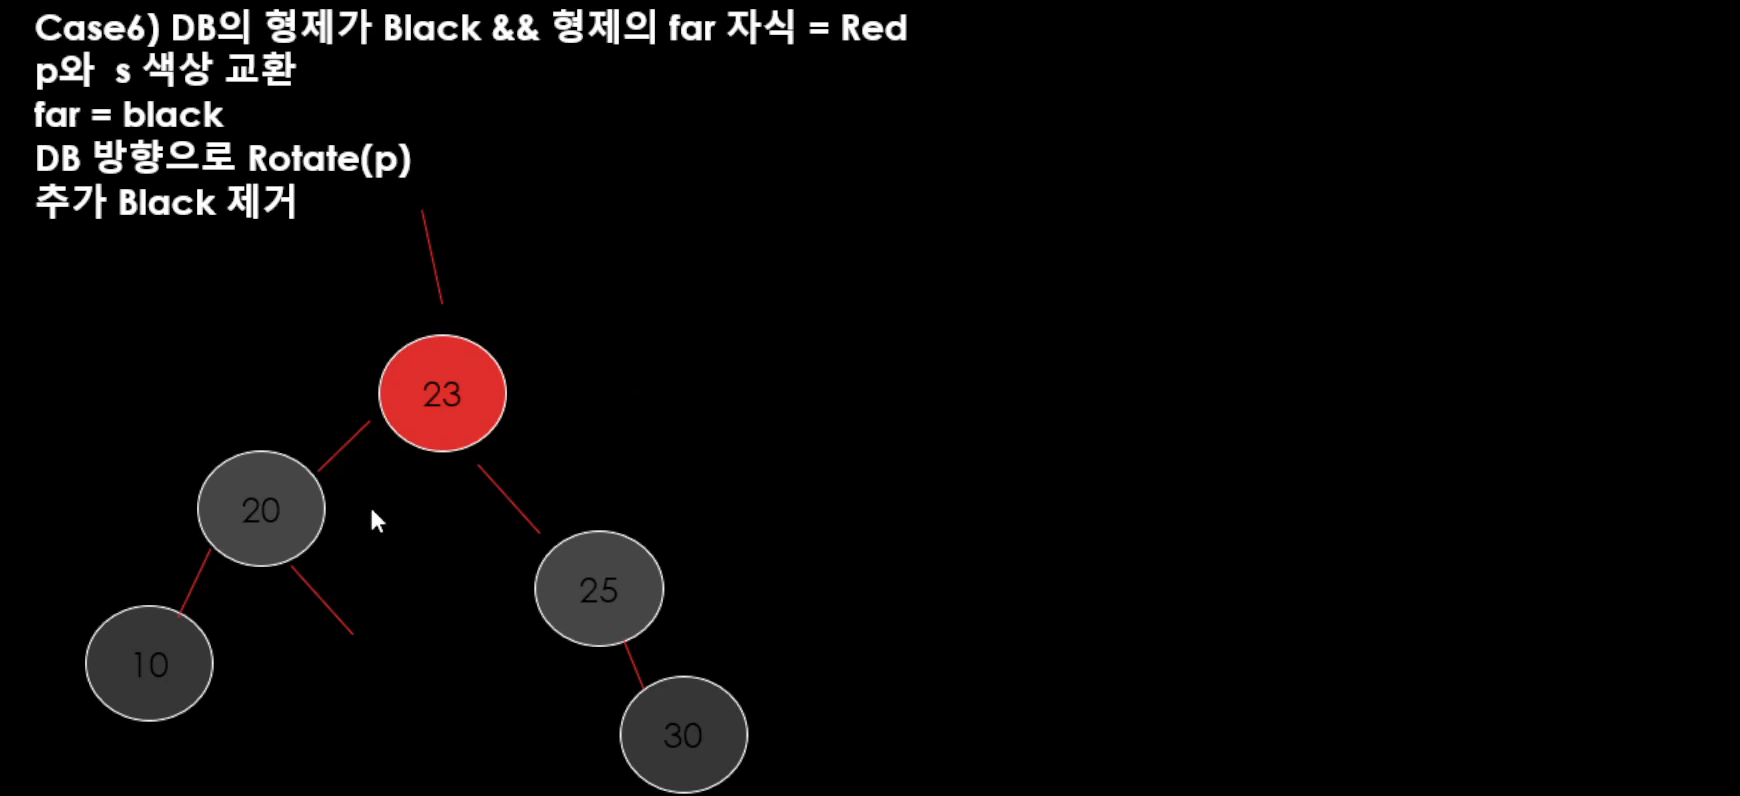 Case6) DB의 형제가 Black && 형제의 far 자식 = Red
p와 s 색상 교환
far = black
DB 방향으로 Rotate(p)
추가 Black 제거
23
20
25
10
30